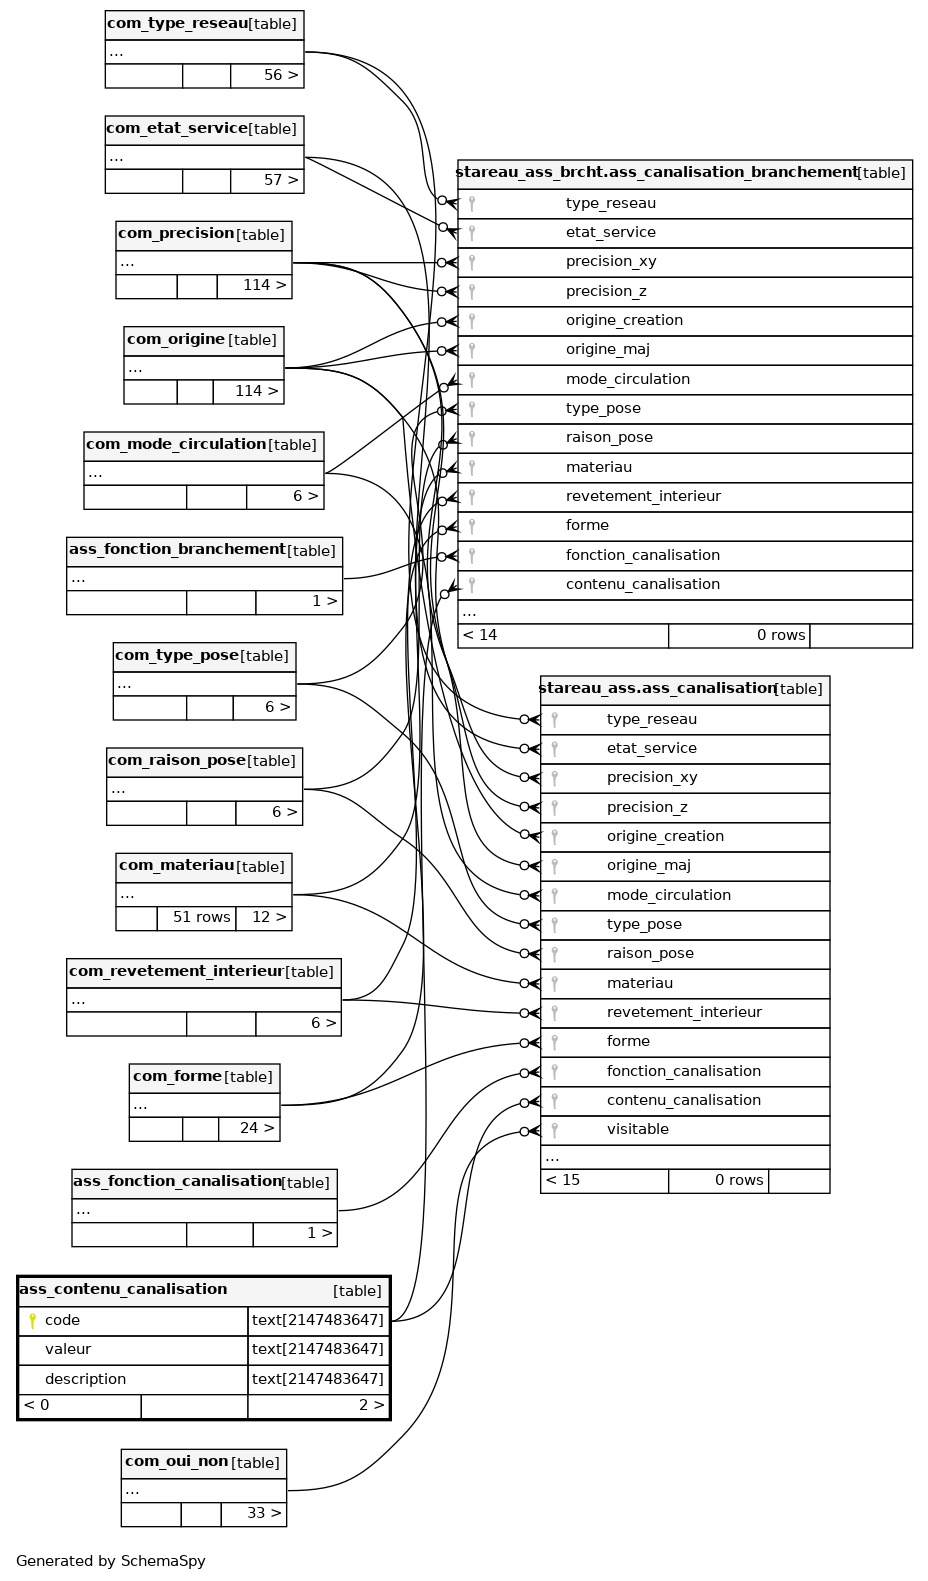 com_type_reseau [table]
...
56 >
com_etat_service [table]
...
57 >
com_precision [table]
...
114 >
com_origine [table]
...
114 >
com_mode_circulation [table]
...
6 >
ass_fonction_branchement [table]
...
1 >
com_type_pose [table]
...
6 >
com_raison_pose [table]
...
6 >
com_materiau [table]
...
51 rows 12 >
com_revetement_interieur [table]
...
6 >
com_forme [table]
...
24 >
ass_fonction_canalisation [table]
...
1 >
ass_contenu_canalisation [table]
code text[2147483647]
valeur text[2147483647]
description text[2147483647]
< 0 2 >
com_oui_non [table]
...
33 >
stareau_ass_brcht.ass_canalisation_branchement [table]
type_reseau
etat_service
precision_xy
precision_z
origine_creation
origine_maj
mode_circulation
type_pose
raison_pose
materiau
revetement_interieur
forme
fonction_canalisation
contenu_canalisation
...
< 14 0 rows
stareau_ass.ass_canalisation [table]
type_reseau
etat_service
precision_xy
precision_z
origine_creation
origine_maj
mode_circulation
type_pose
raison_pose
materiau
revetement_interieur
forme
fonction_canalisation
contenu_canalisation
visitable
...
< 15 0 rows
Generated by SchemaSpy